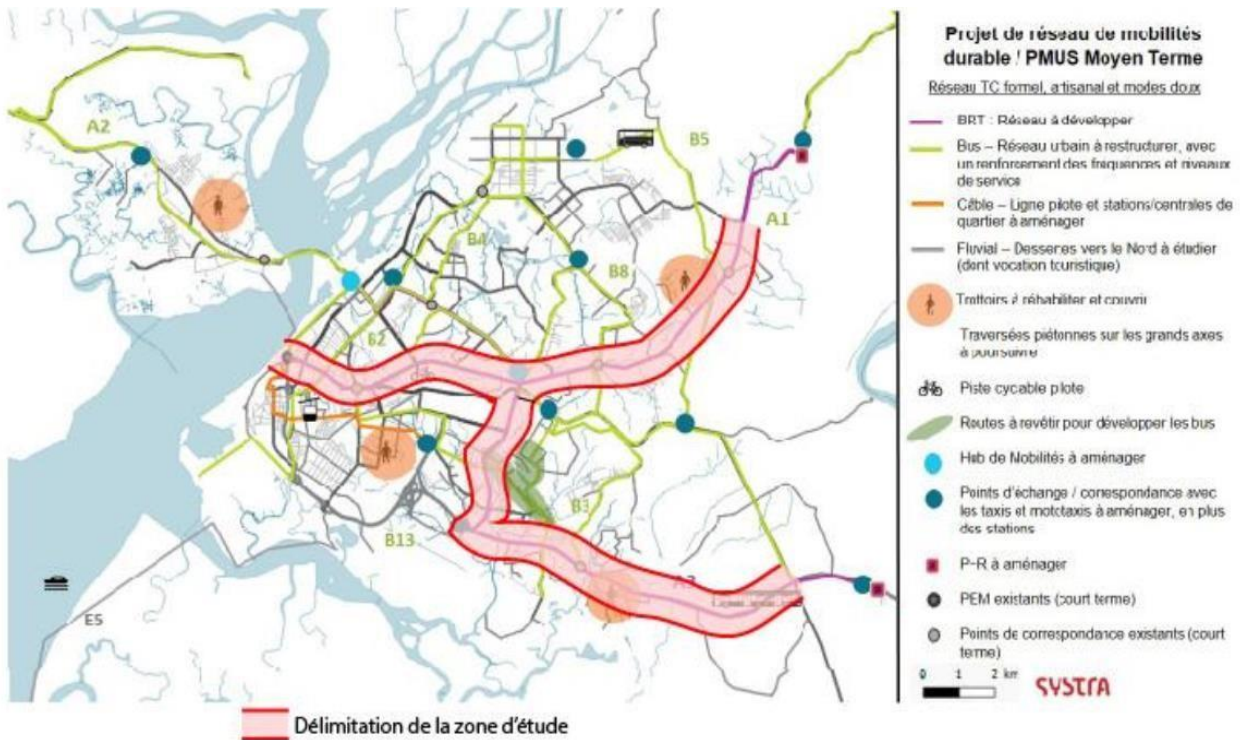 Projet de réseau de mobilités
durable / PMUS Moyen Terme
Réseau TC formel, artisanal et modes doux
BRT : Réseau à développer
Bus – Réseau urbain à restructurer, avec
un renforcement des fréquences et niveaux
de service
Câble – Ligne pilote et stations/centrales de
quartier à aménager
Fluvial – Dessertes vers le Nord à étudier
(dont vocation touristique)
Trottoirs à réhabiliter et couvrir
Traversées piétonnes sur les grands axes
à poursuivre
Piste cyclable pilote
Routes à revêtir pour développer les bus
Hub de Mobilités à aménager
Points d'échange / correspondance avec
les taxis et mototaxis à aménager, en plus
des stations
P-R à aménager
PEM existants (court terme)
Points de correspondance existants (court
terme)
0 1 2 km
SYSTRA
A2
B5
A1
B4
B8
B2
B3
B13
E5
Délimitation de la zone d'étude